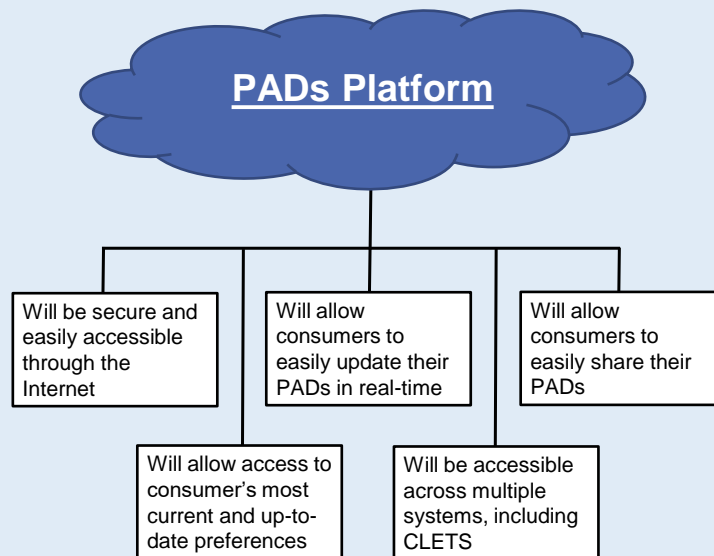 PADs Platform
Will be secure and
easily accessible
through the
Internet
Will allow
consumers to
easily update their
PADs in real-time
Will allow
consumers to
easily share their
PADs
Will allow access to
consumer’s most
current and up-to-
date preferences
Will be accessible
across multiple
systems, including
CLETS